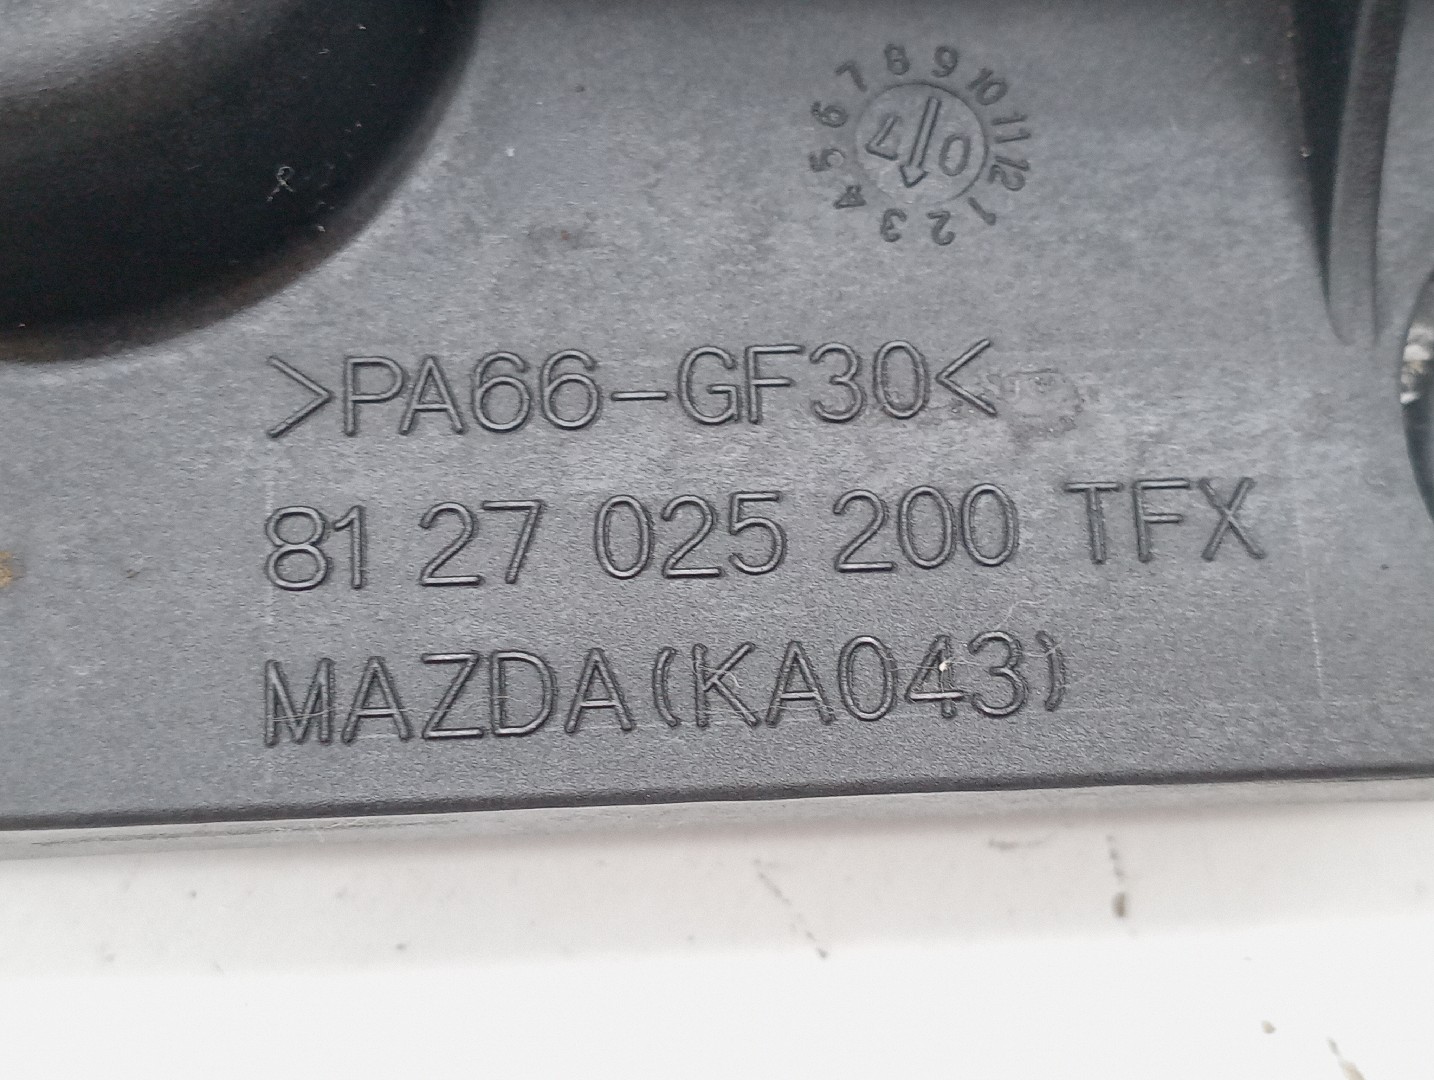 1 2 3 4 5 6 7 8 9 10 11 12
07
>PA66-GF30<
81 27 025 200 TFX
MAZDA(KA043)